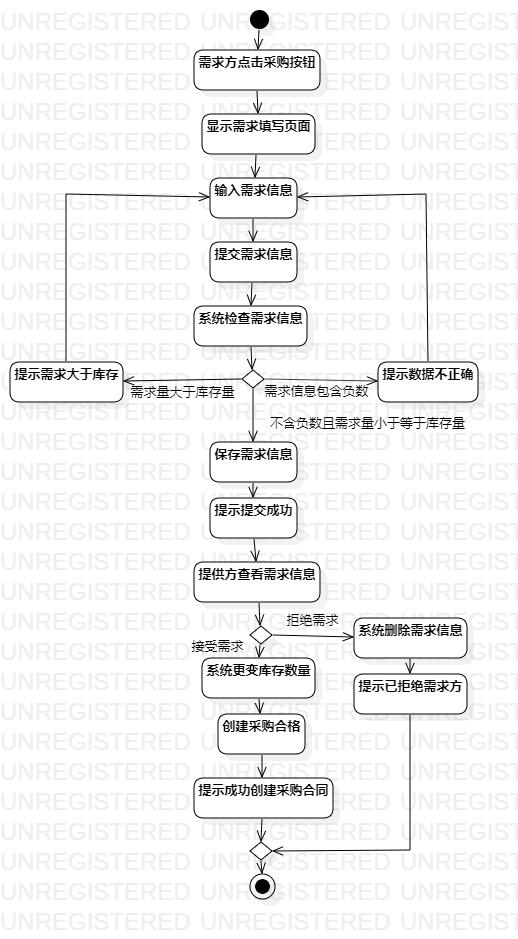 需求方点击采购按钮
显示需求填写页面
输入需求信息
提交需求信息
系统检查需求信息
提示需求大于库存
提示数据不正确
需求量大于库存量
需求信息包含负数
不含负数且需求量小于等于库存量
保存需求信息
提示提交成功
提供方查看需求信息
拒绝需求
系统删除需求信息
接受需求
系统更变库存数量
提示已拒绝需求方
创建采购合格
提示成功创建采购合同
UNREGISTERED